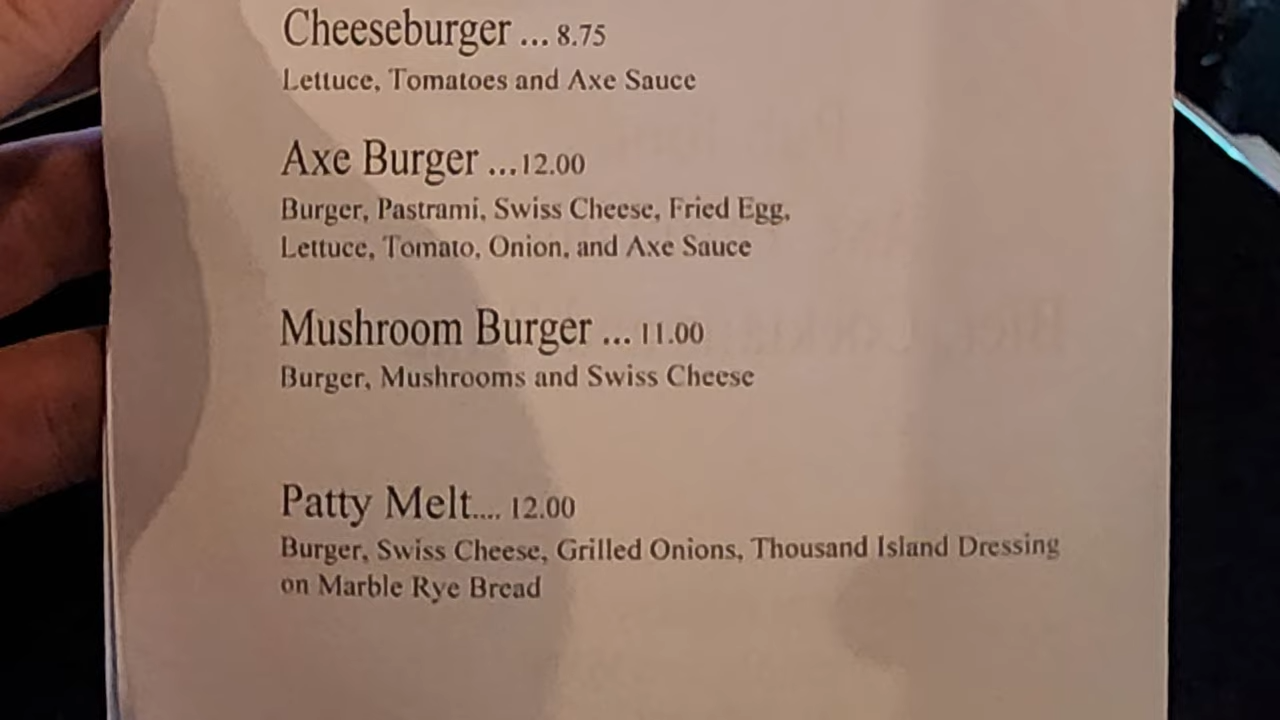 Cheeseburger ... 8.75
Lettuce, Tomatoes and Axe Sauce
Axe Burger ...12.00
Burger, Pastrami, Swiss Cheese, Fried Egg,
Lettuce, Tomato, Onion, and Axe Sauce
Mushroom Burger ... 11.00
Burger, Mushrooms and Swiss Cheese
Patty Melt.... 12.00
Burger, Swiss Cheese, Grilled Onions, Thousand Island Dressing
on Marble Rye Bread